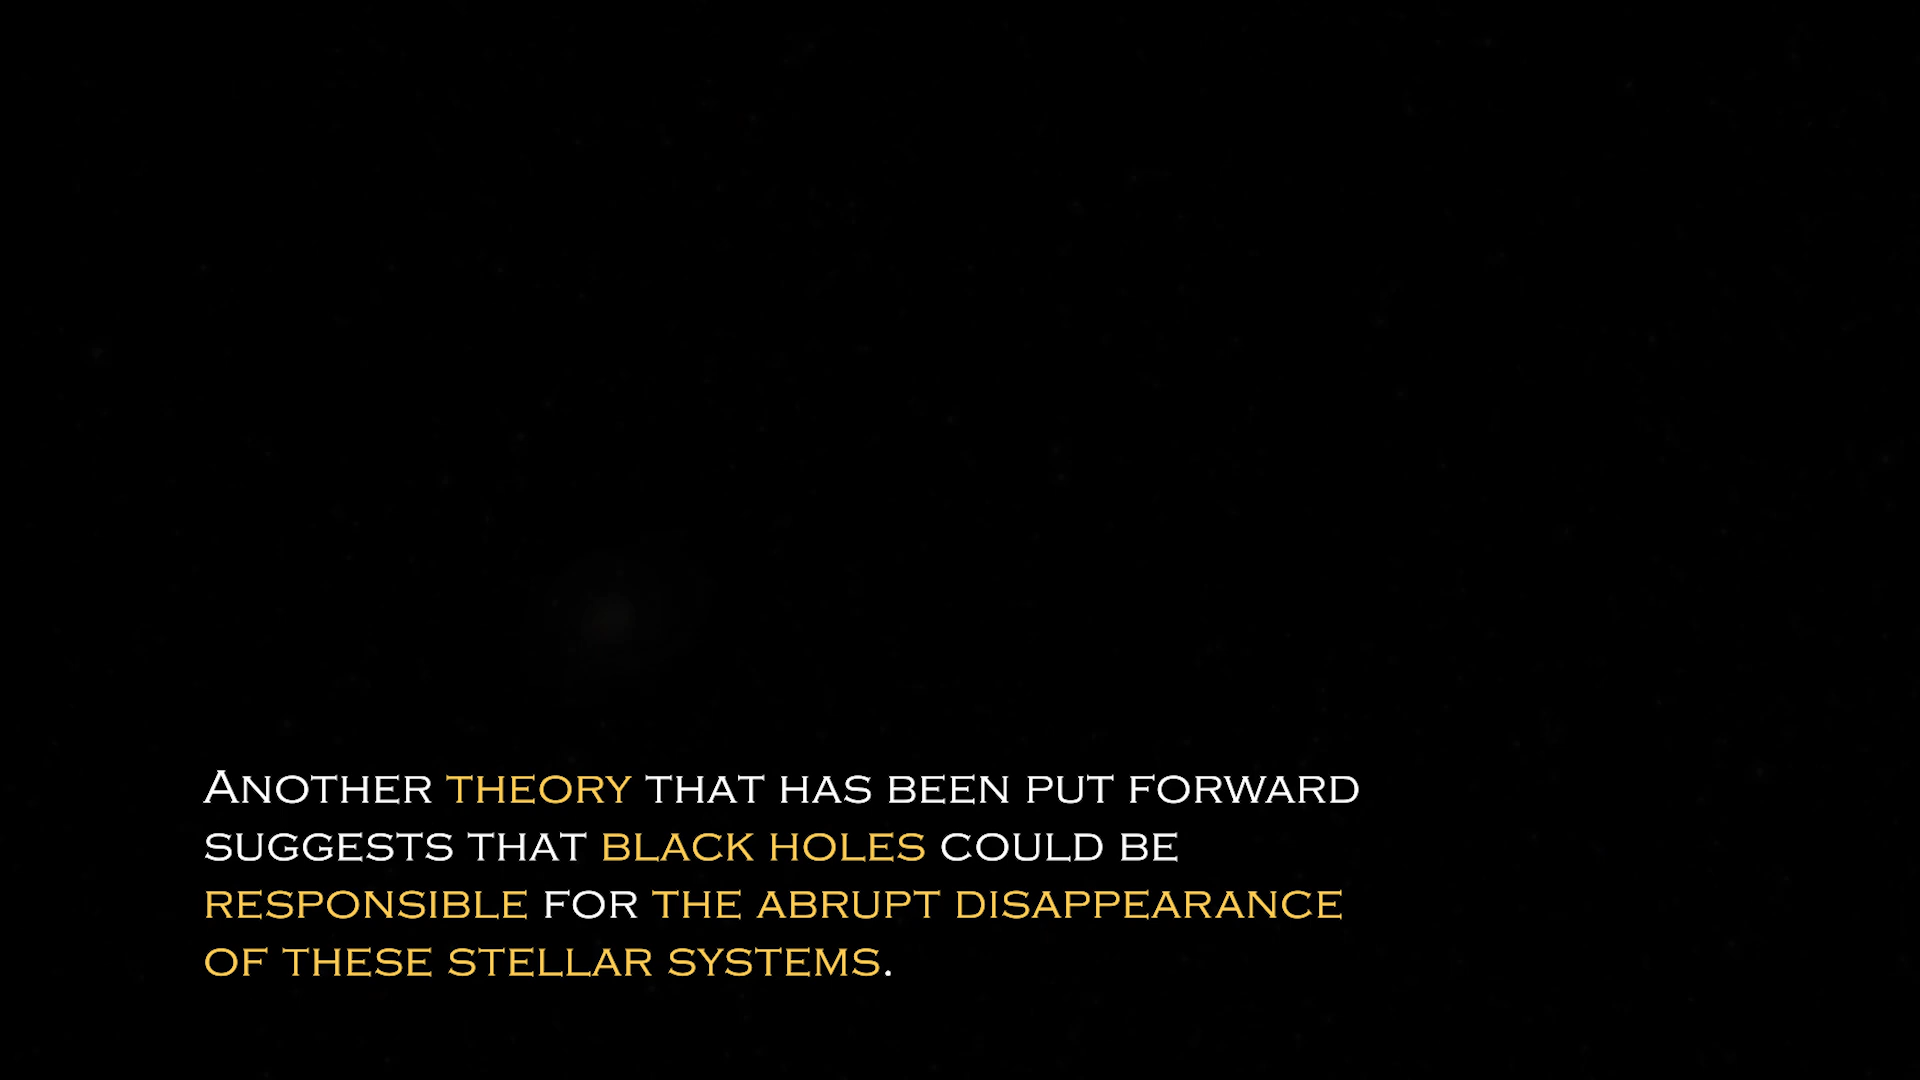 Another theory that has been put forward
suggests that black holes could be
responsible for the abrupt disappearance
of these stellar systems.